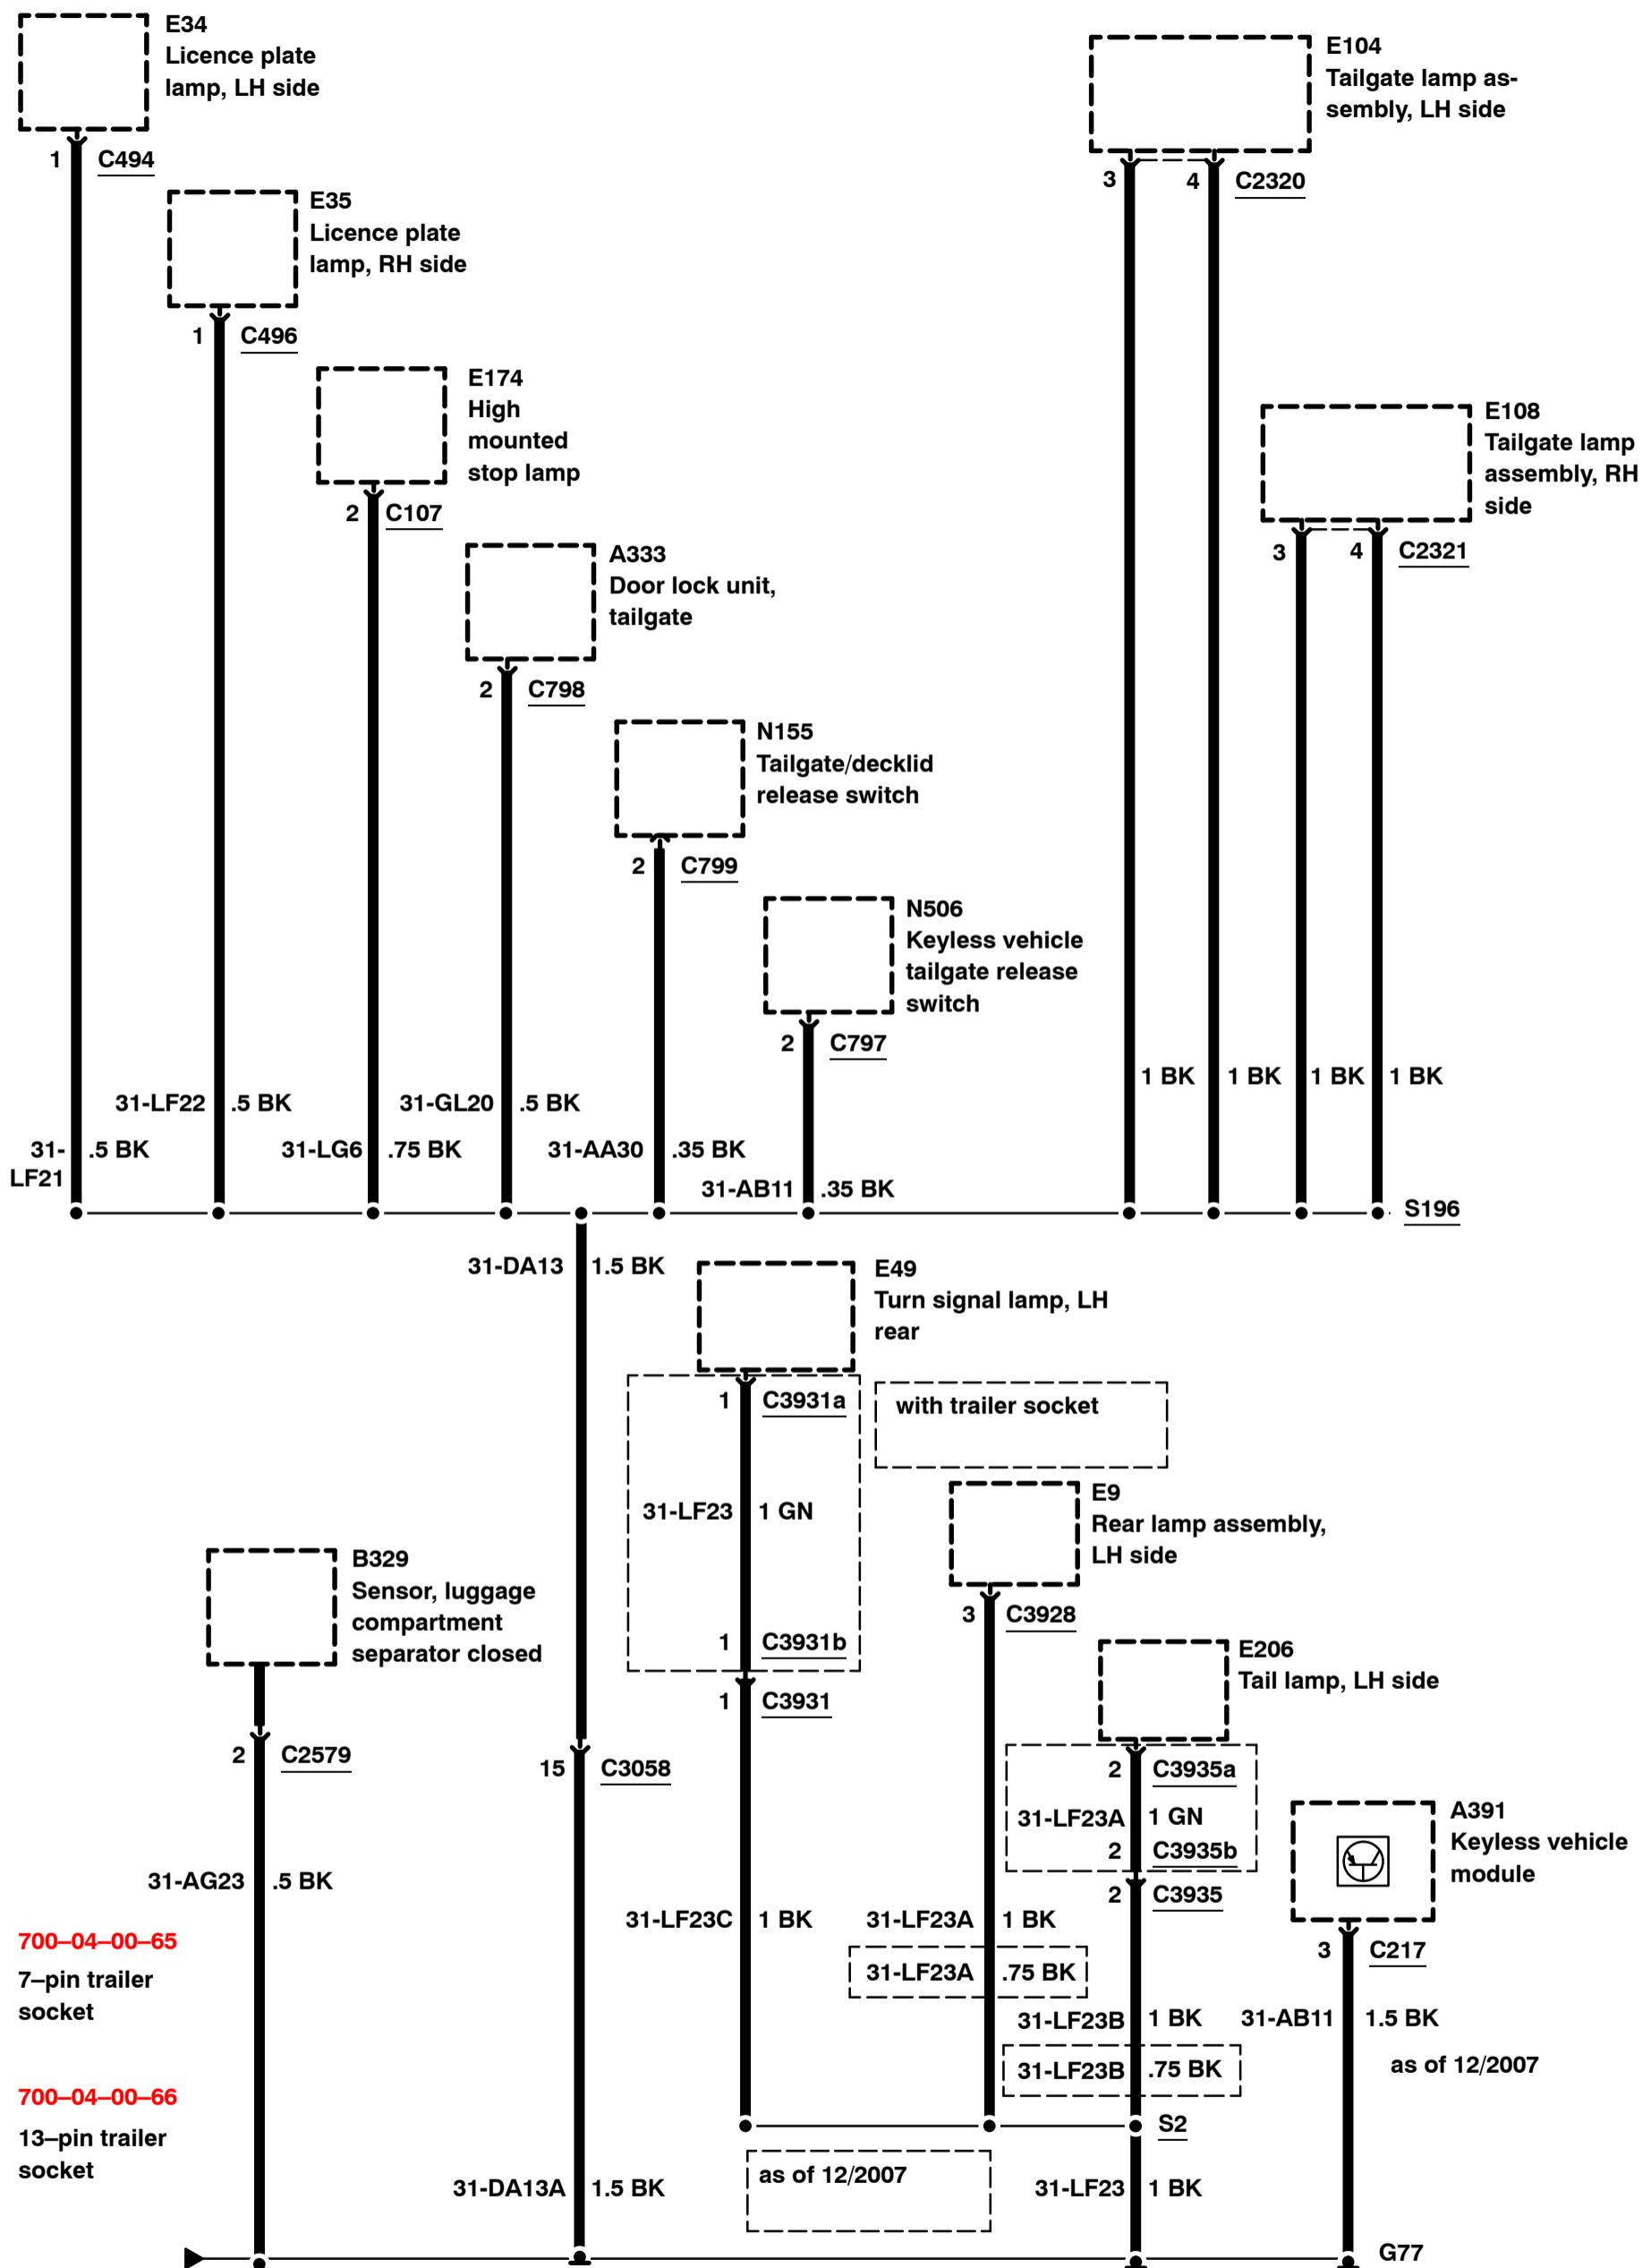 E34
Licence plate
lamp, LH side
1 C494
E35
Licence plate
lamp, RH side
1 C496
E174
High
mounted
stop lamp
2 C107
A333
Door lock unit,
tailgate
2 C798
N155
Tailgate/decklid
release switch
2 C799
N506
Keyless vehicle
tailgate release
switch
2 C797
E104
Tailgate lamp as-
sembly, LH side
3 4 C2320
E108
Tailgate lamp
assembly, RH
side
3 4 C2321
1 BK 1 BK 1 BK 1 BK
31-LF22 .5 BK 31-GL20 .5 BK
31-
LF21
.5 BK 31-LG6 .75 BK 31-AA30 .35 BK
31-AB11 .35 BK
S196
31-DA13 1.5 BK
E49
Turn signal lamp, LH
rear
1 C3931a
with trailer socket
31-LF23 1 GN
1 C3931b
1 C3931
E9
Rear lamp assembly,
LH side
3 C3928
B329
Sensor, luggage
compartment
separator closed
2 C2579
15 C3058
E206
Tail lamp, LH side
2 C3935a
31-LF23A 1 GN
2 C3935b
2 C3935
A391
Keyless vehicle
module
3 C217
31-AG23 .5 BK
31-LF23C 1 BK
31-LF23A 1 BK
31-LF23A .75 BK
31-LF23B 1 BK
31-LF23B .75 BK
31-AB11 1.5 BK
as of 12/2007
700–04–00–65
7–pin trailer
socket
700–04–00–66
13–pin trailer
socket
S2
as of 12/2007
31-DA13A 1.5 BK
31-LF23 1 BK
G77